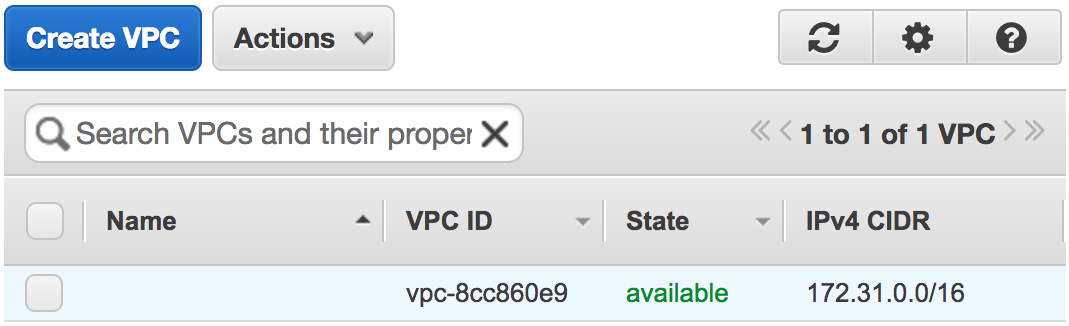 Create VPC Actions
Search VPCs and their proper
1 to 1 of 1 VPC
Name VPC ID State IPv4 CIDR
vpc-8cc860e9 available 172.31.0.0/16